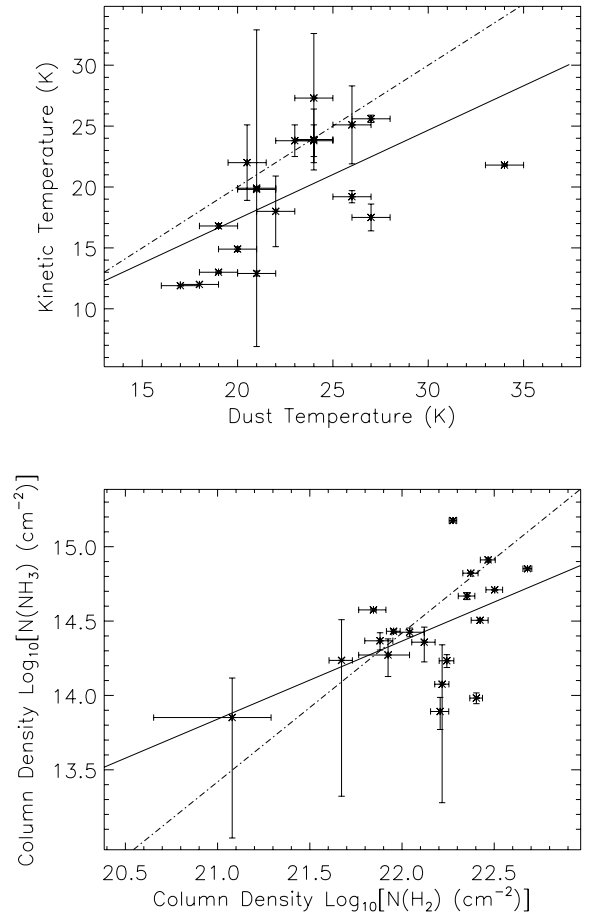 30
25
20
15
10
Kinetic Temperature (K)
15 20 25 30 35
Dust Temperature (K)
15.0
14.5
14.0
13.5
Column Density Log₁₀[N(NH₃) (cm⁻²)]
20.5 21.0 21.5 22.0 22.5
Column Density Log₁₀[N(H₂) (cm⁻²)]